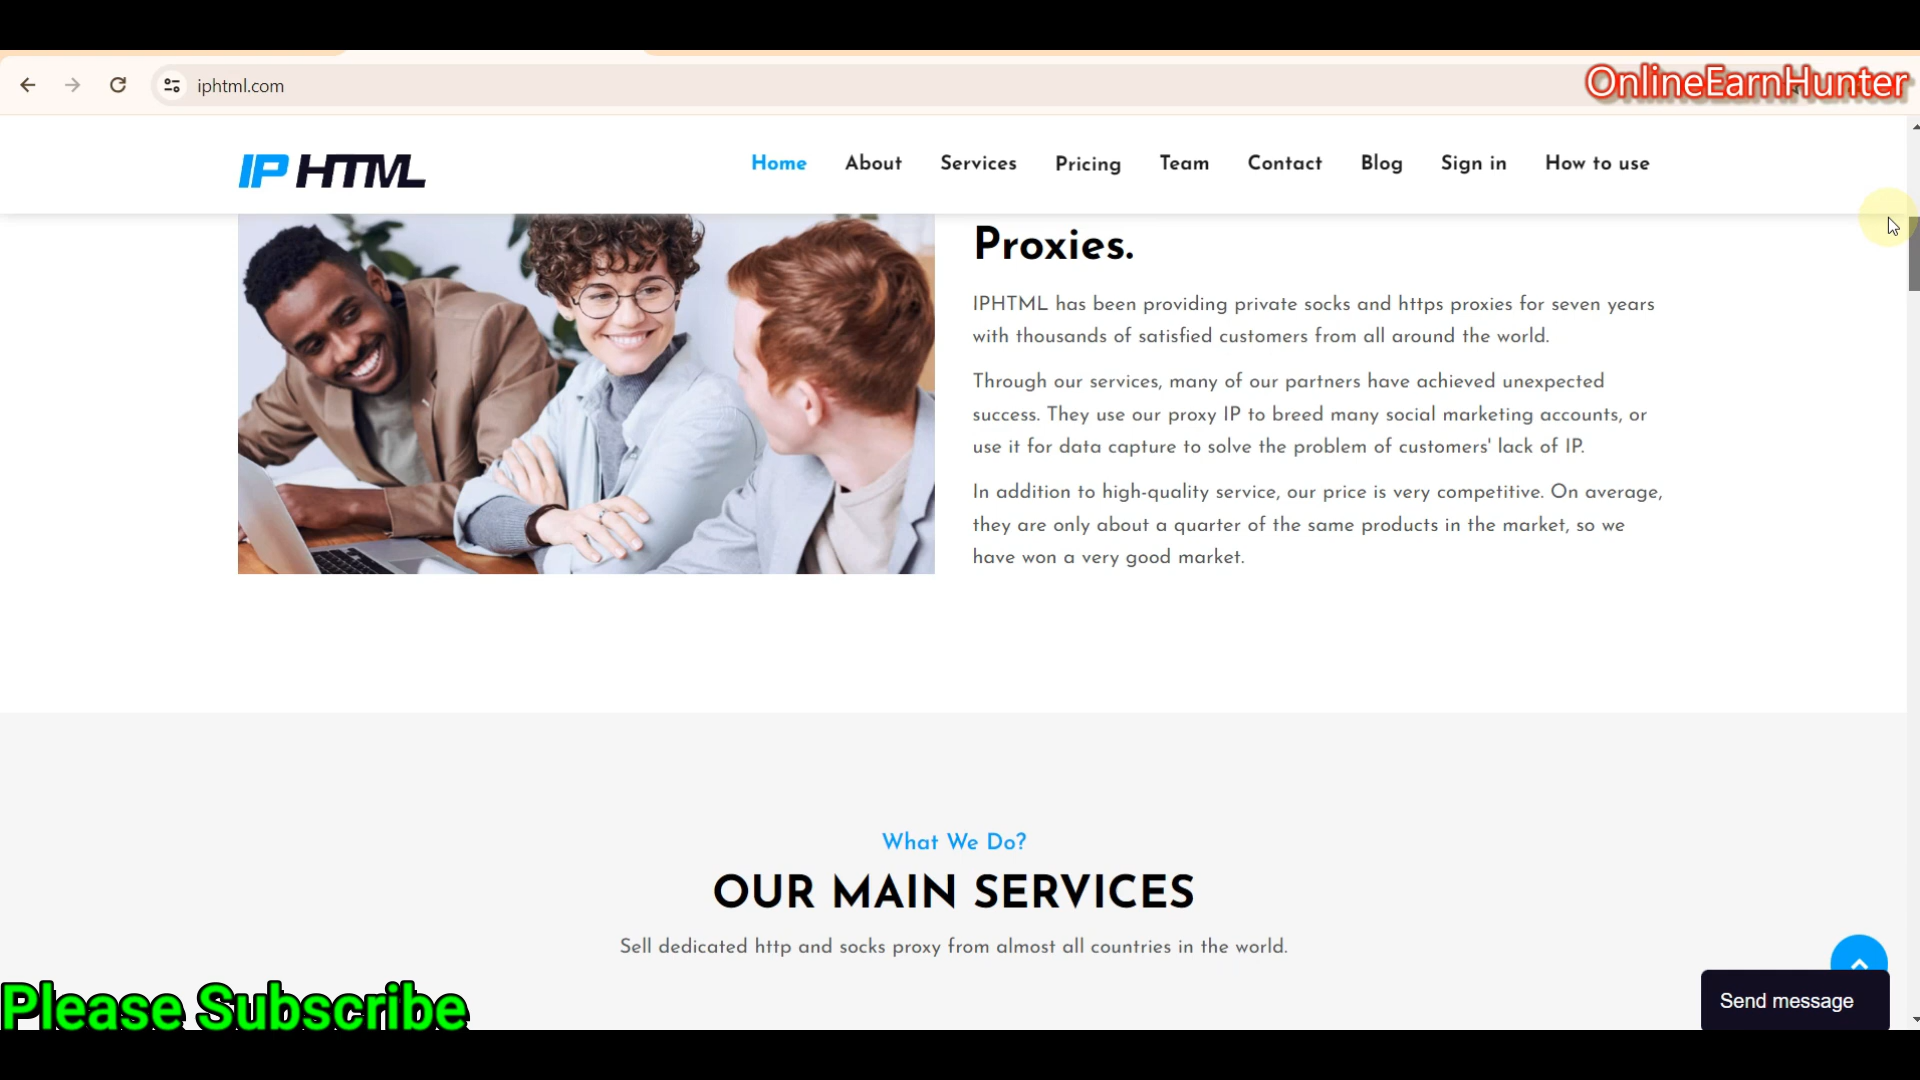 iphtml.com
OnlineEarnHunter
IP HTML
Home About Services Pricing Team Contact Blog Sign in How to use
Proxies.
IPHTML has been providing private socks and https proxies for seven years
with thousands of satisfied customers from all around the world.
Through our services, many of our partners have achieved unexpected
success. They use our proxy IP to breed many social marketing accounts, or
use it for data capture to solve the problem of customers' lack of IP.
In addition to high-quality service, our price is very competitive. On average,
they are only about a quarter of the same products in the market, so we
have won a very good market.
What We Do?
OUR MAIN SERVICES
Sell dedicated http and socks proxy from almost all countries in the world.
Please Subscribe
Send message